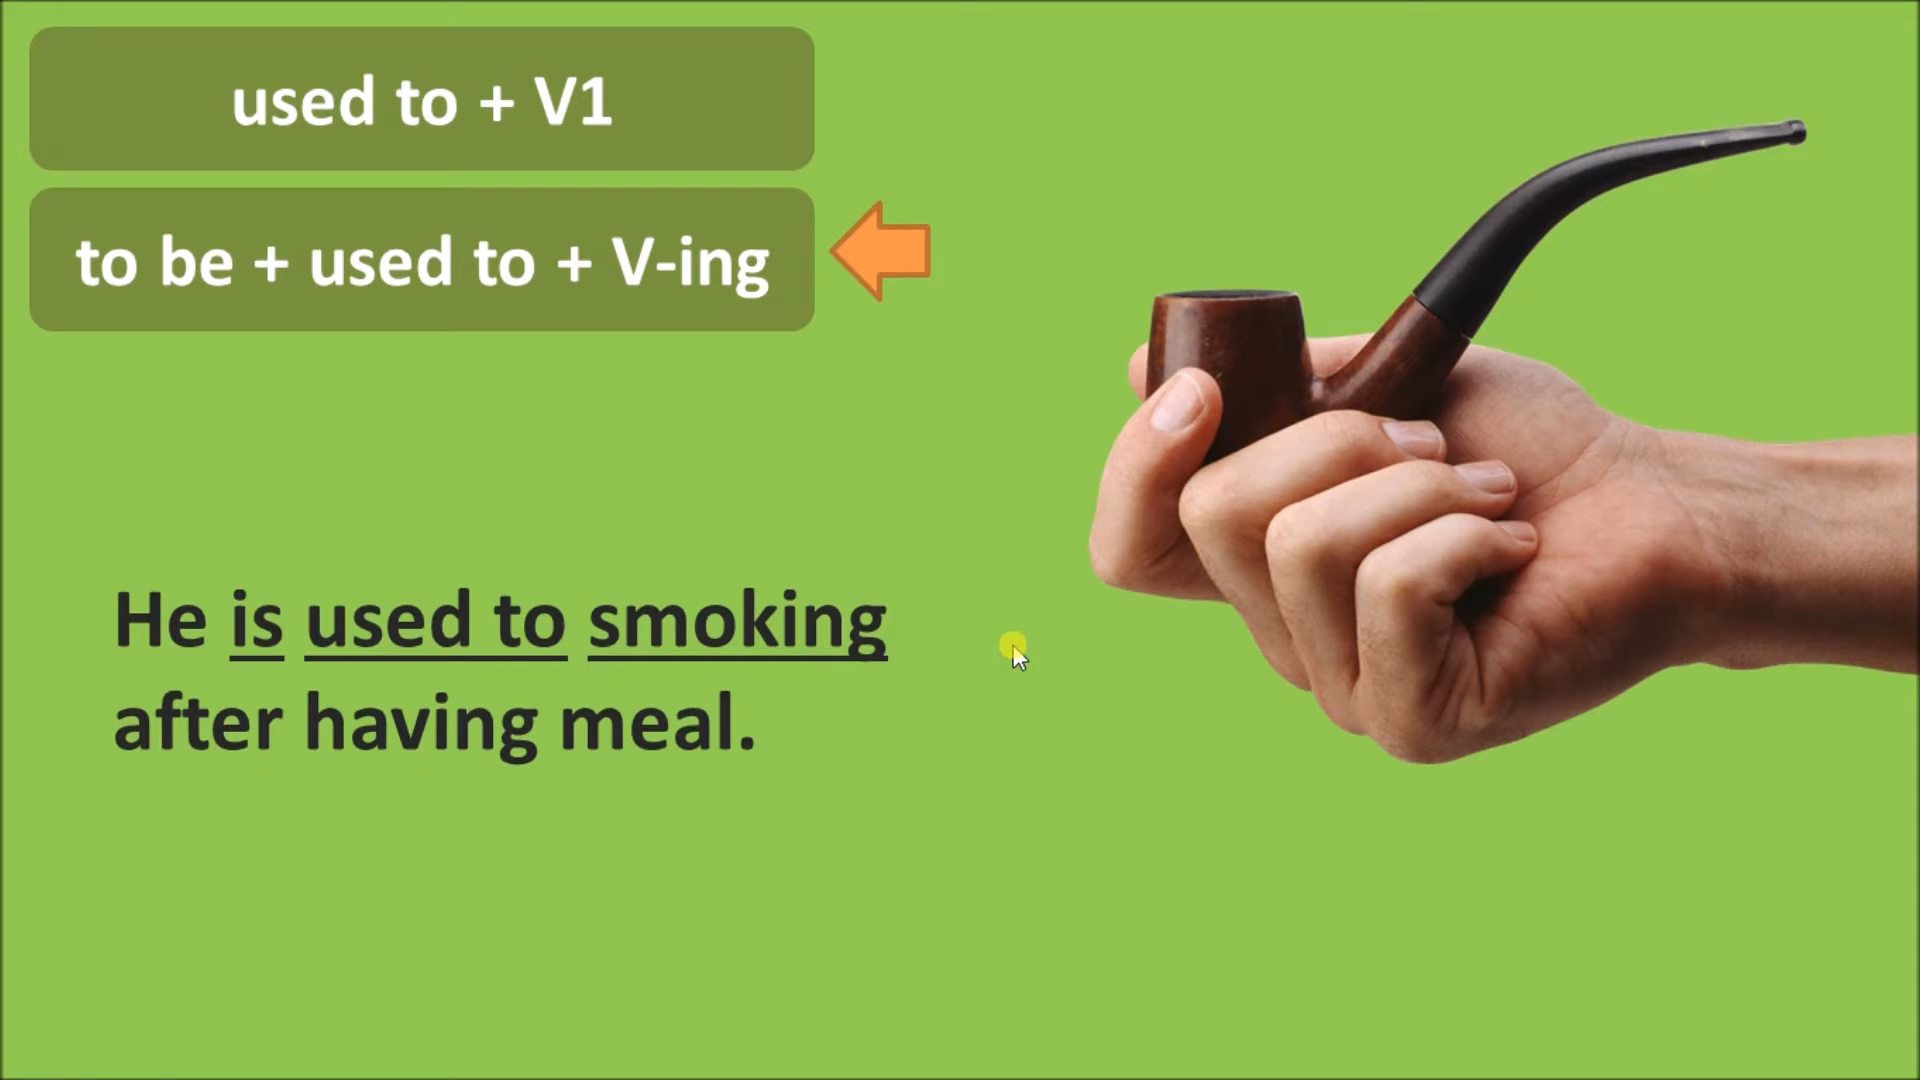 used to + V1
to be + used to + V-ing
He is used to smoking
after having meal.